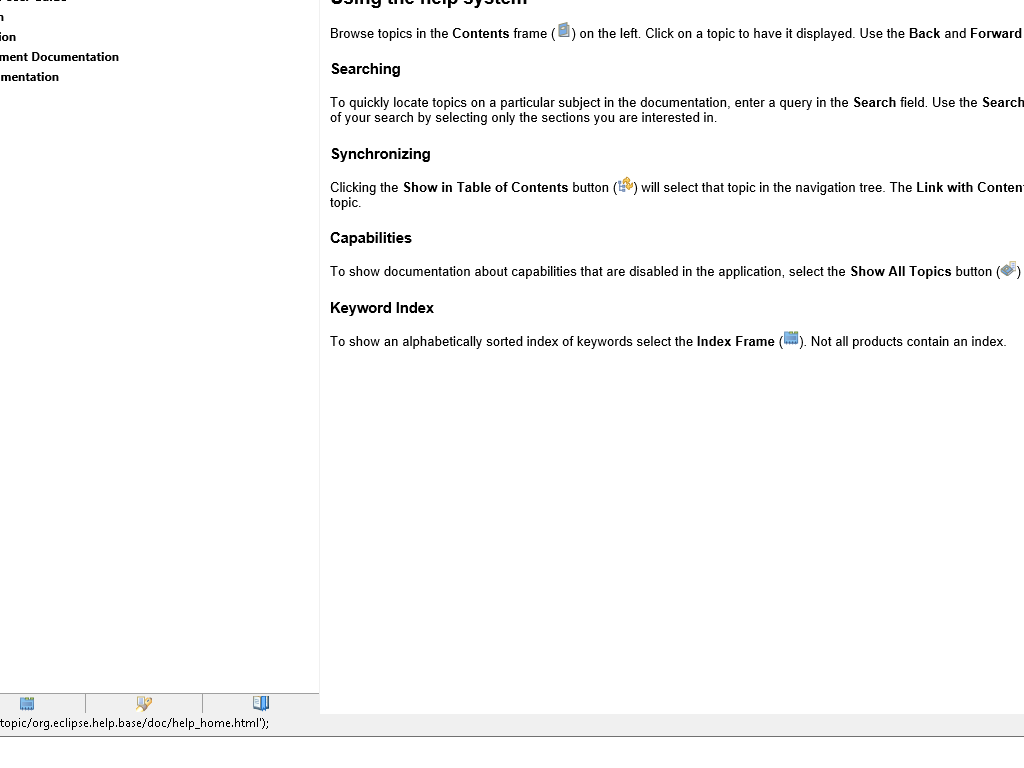 Using the help system
Browse topics in the Contents frame ( ) on the left. Click on a topic to have it displayed. Use the Back and Forward
Searching
To quickly locate topics on a particular subject in the documentation, enter a query in the Search field. Use the Search
of your search by selecting only the sections you are interested in.
Synchronizing
Clicking the Show in Table of Contents button ( ) will select that topic in the navigation tree. The Link with Conten
topic.
Capabilities
To show documentation about capabilities that are disabled in the application, select the Show All Topics button ( )
Keyword Index
To show an alphabetically sorted index of keywords select the Index Frame ( ). Not all products contain an index.
n
ion
ment Documentation
mentation
topic/org.eclipse.help.base/doc/help_home.html');